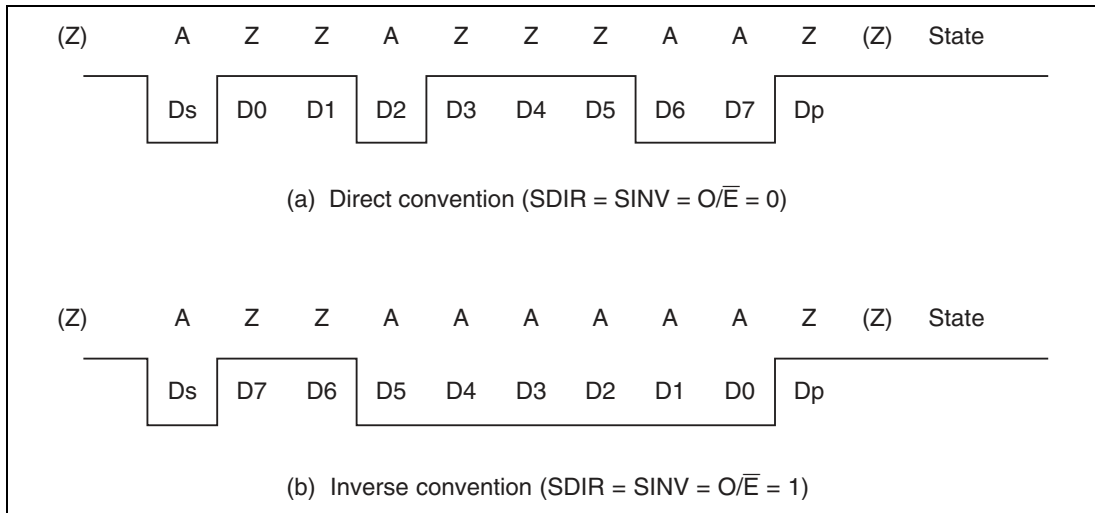 (Z) A Z Z A Z Z Z A A Z (Z) State
Ds D0 D1 D2 D3 D4 D5 D6 D7 Dp
(a) Direct convention (SDIR = SINV = O/E̅ = 0)
(Z) A Z Z A A A A A A Z (Z) State
Ds D7 D6 D5 D4 D3 D2 D1 D0 Dp
(b) Inverse convention (SDIR = SINV = O/E̅ = 1)